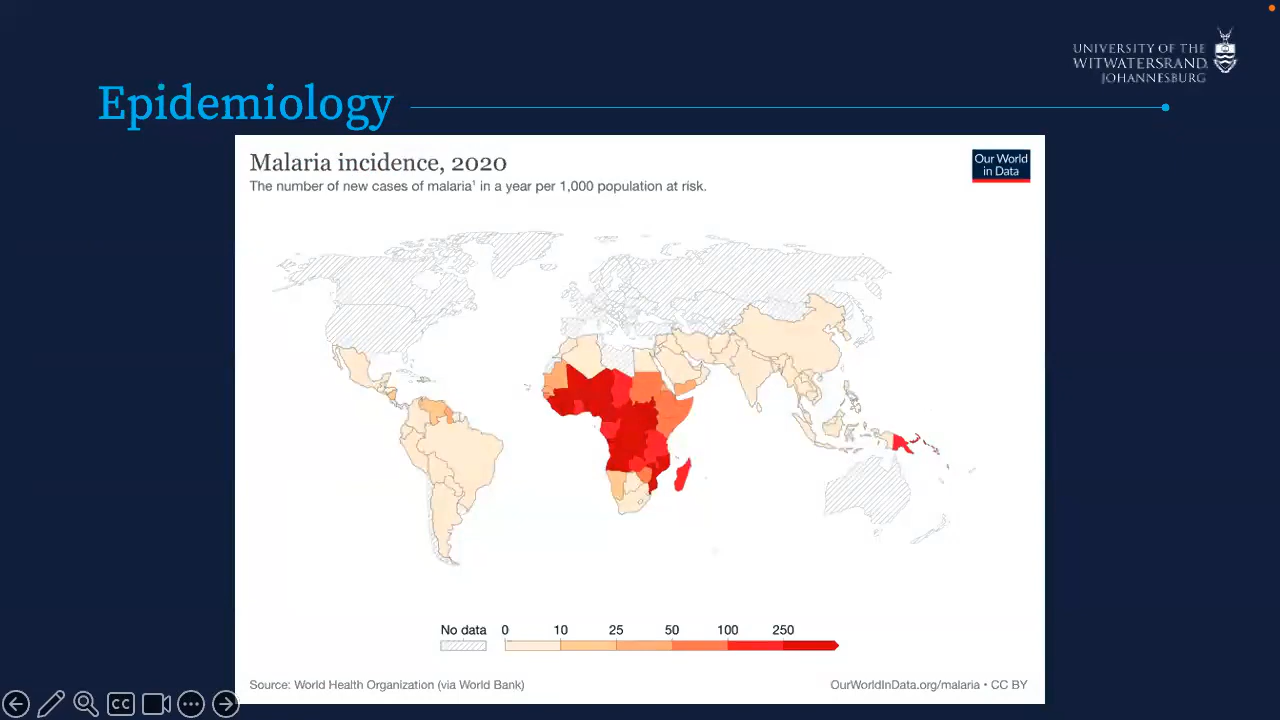 UNIVERSITY OF THE
WITWATERSRAND,
JOHANNESBURG
Epidemiology
Malaria incidence, 2020
The number of new cases of malaria¹ in a year per 1,000 population at risk.
Our World
in Data
No data 0 10 25 50 100 250
Source: World Health Organization (via World Bank)
OurWorldInData.org/malaria • CC BY
CC